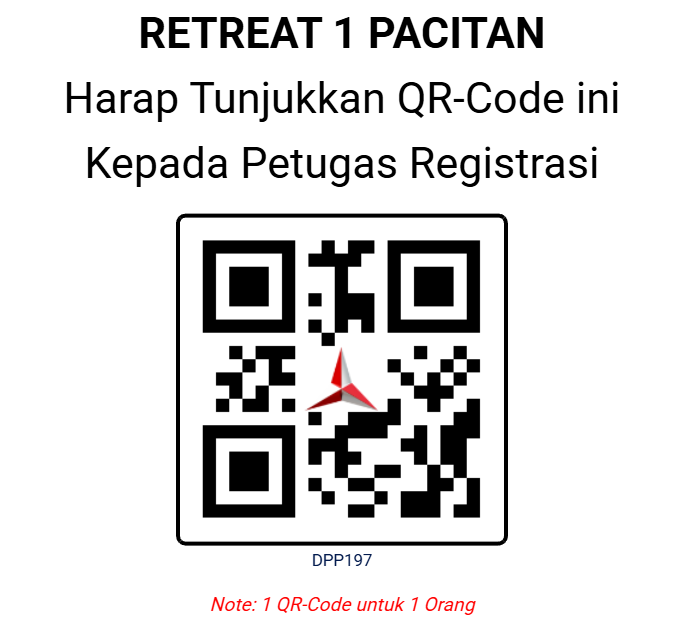 RETREAT 1 PACITAN
Harap Tunjukkan QR-Code ini
Kepada Petugas Registrasi
DPP197
Note: 1 QR-Code untuk 1 Orang